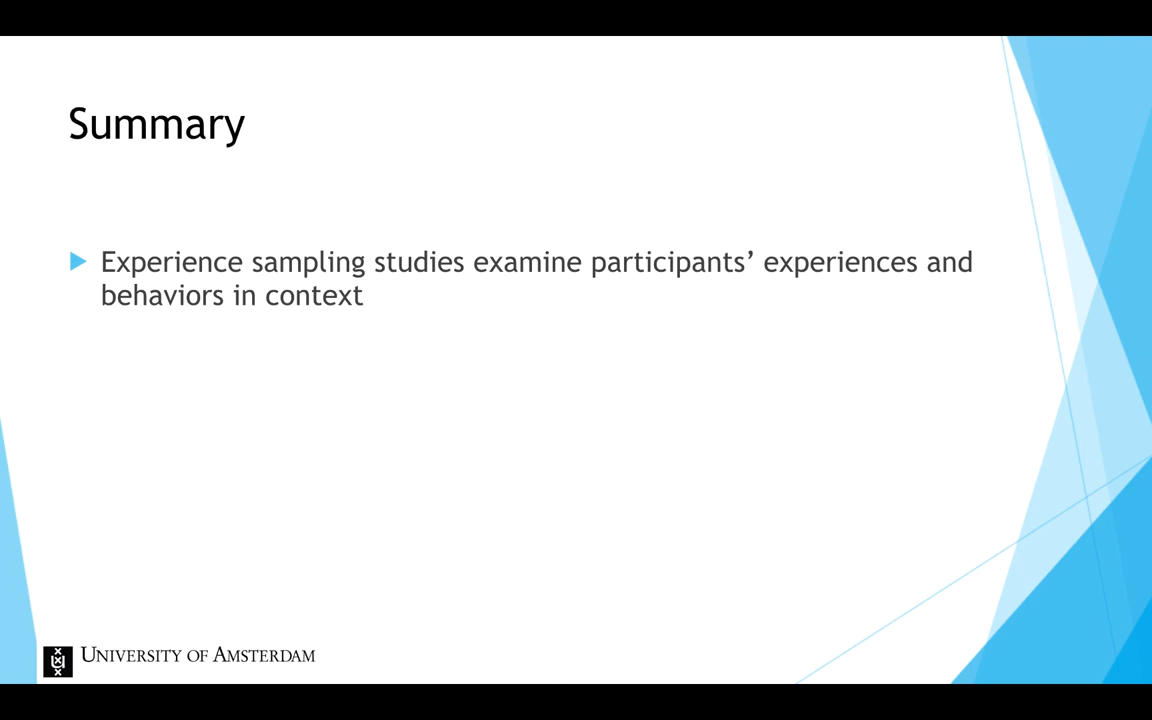 Summary
Experience sampling studies examine participants’ experiences and
behaviors in context
UNIVERSITY OF AMSTERDAM